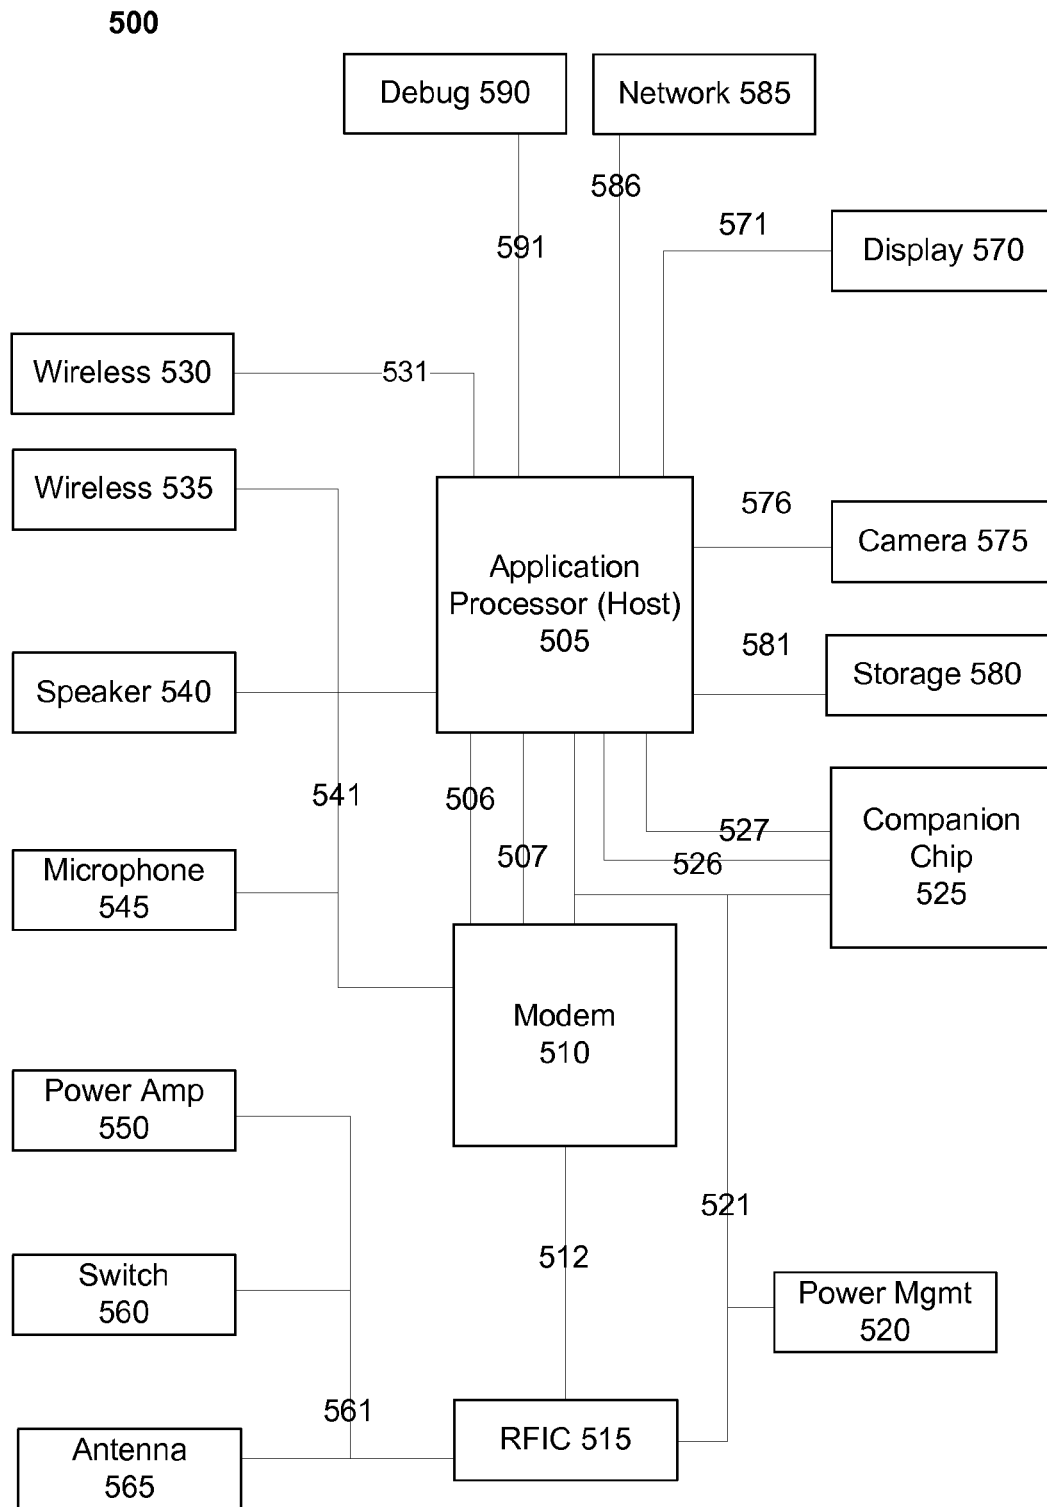 500
Debug 590
Network 585
586
591
571
Display 570
Wireless 530
531
Wireless 535
576
Camera 575
Application
Processor (Host)
505
581
Storage 580
Speaker 540
541
506
507
527
526
Companion
Chip
525
Microphone
545
Modem
510
Power Amp
550
521
512
Switch
560
Power Mgmt
520
561
RFIC 515
Antenna
565